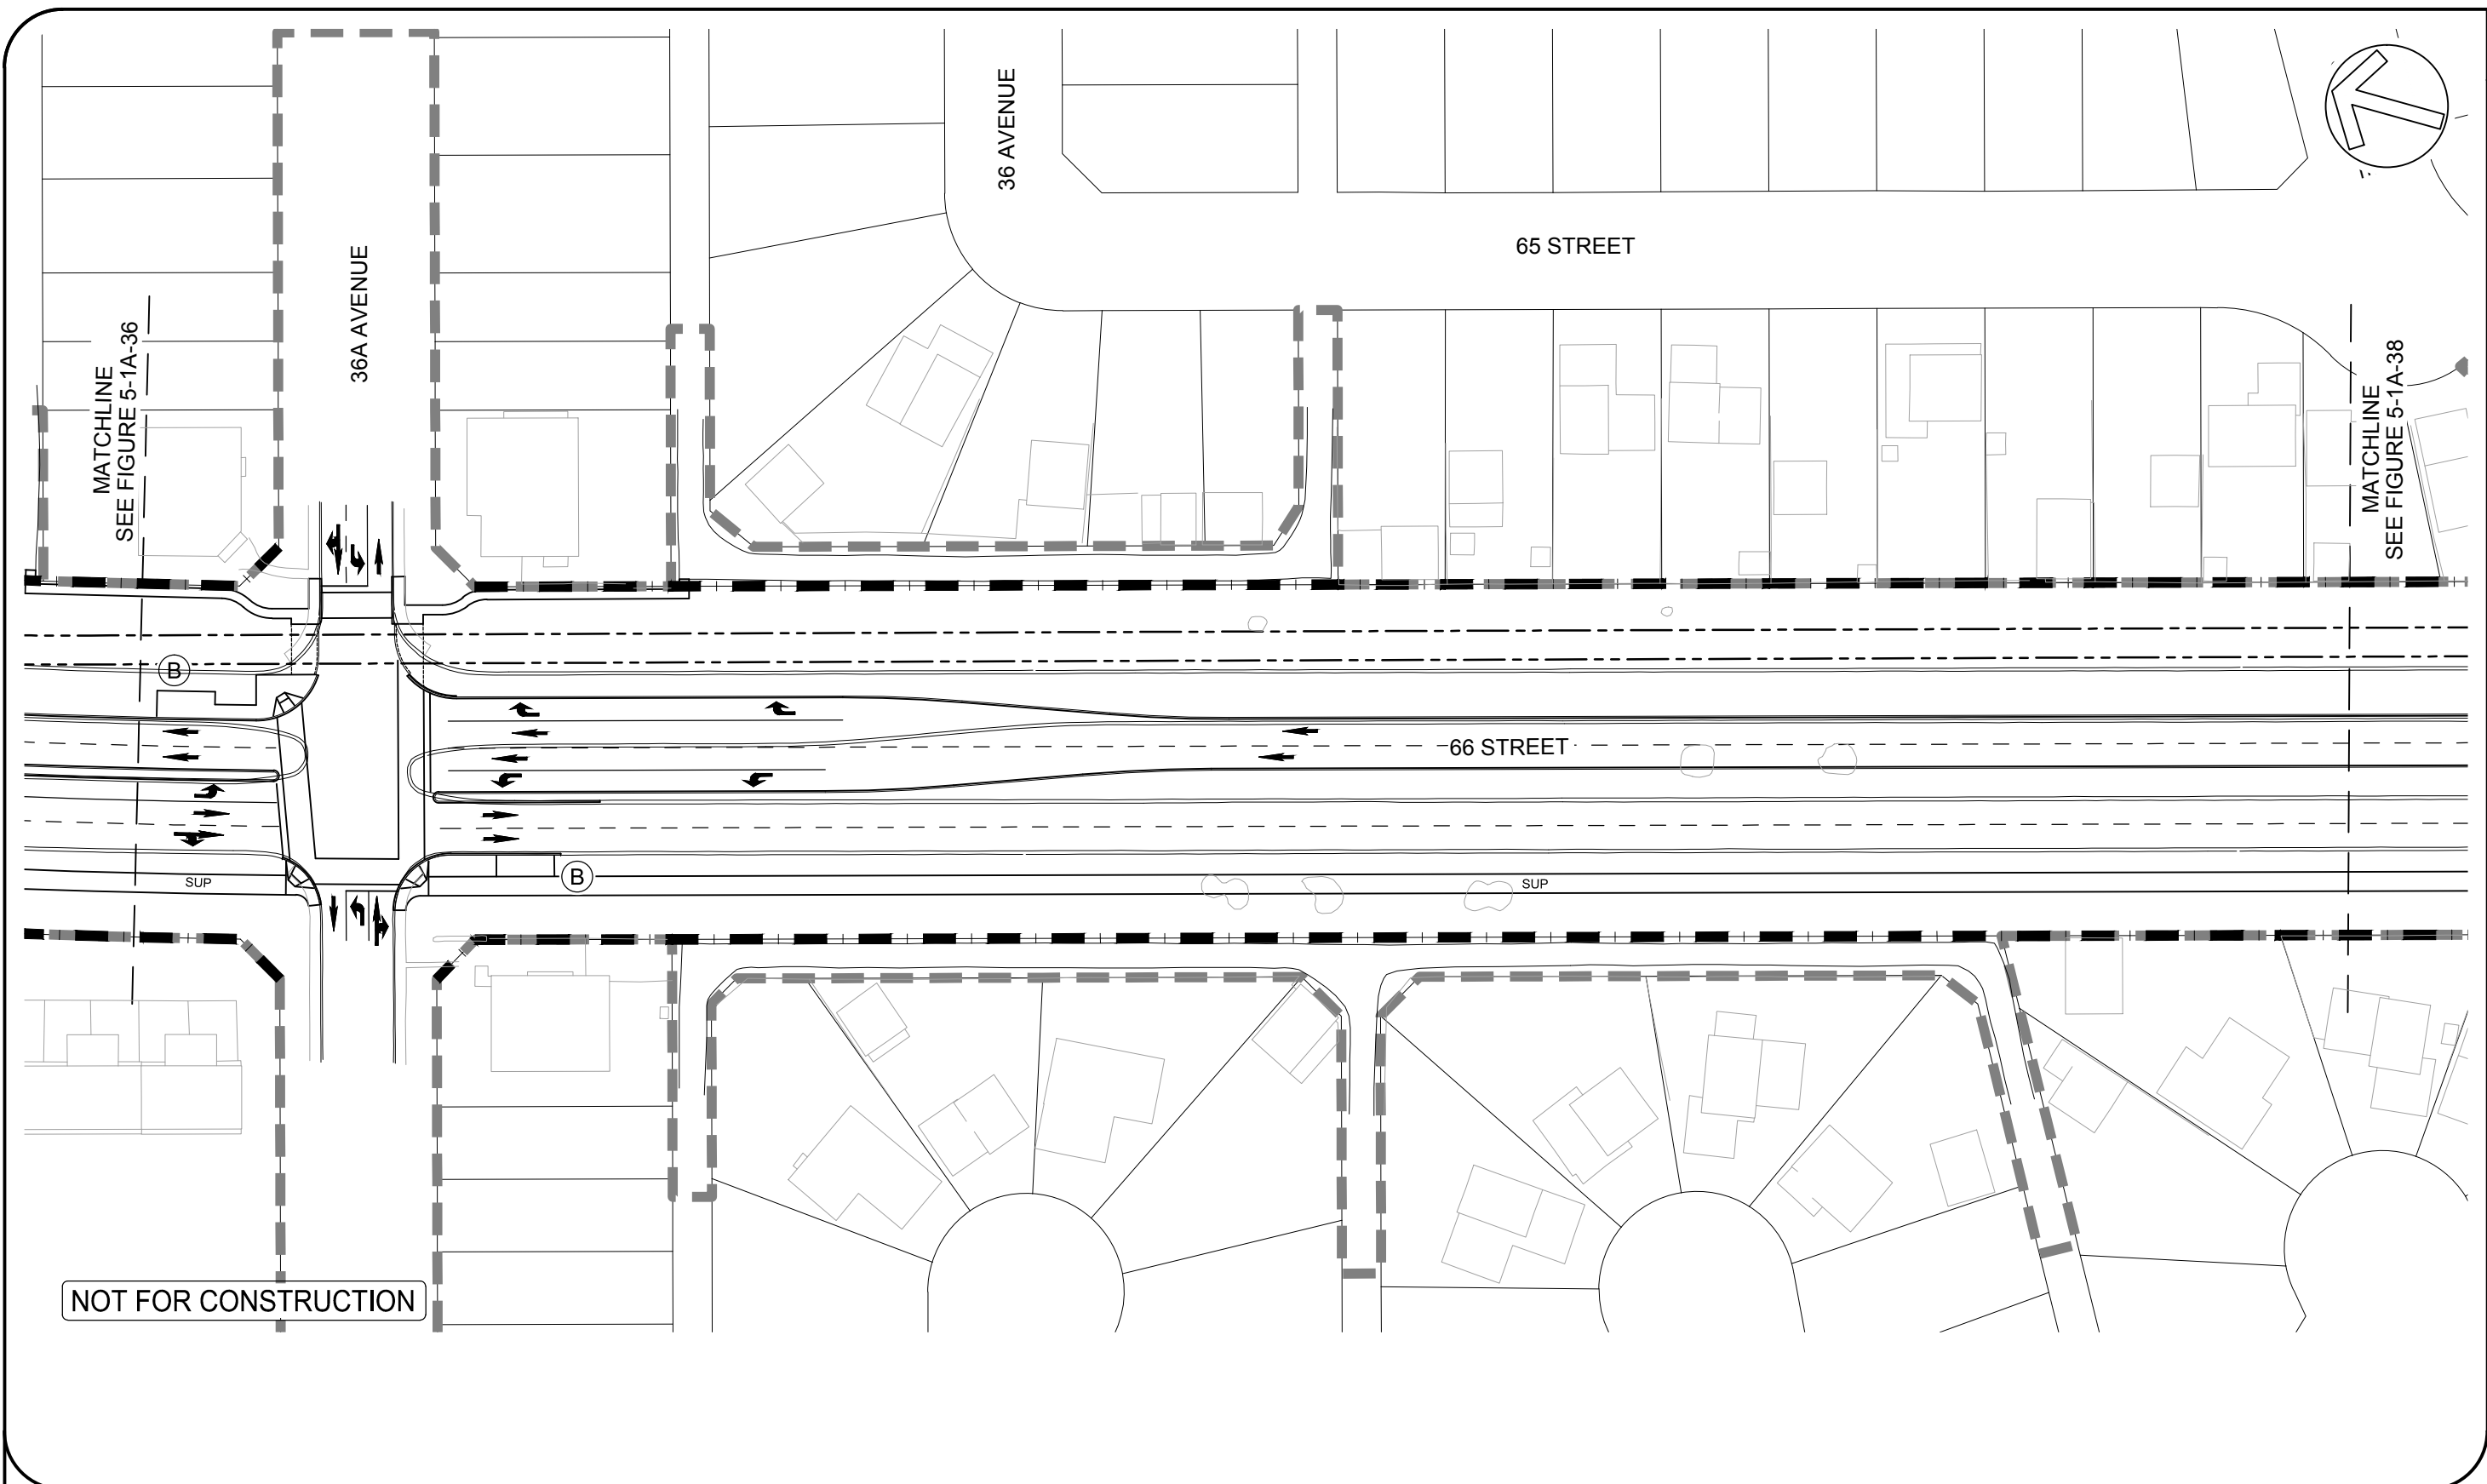 36 AVENUE
65 STREET
36A AVENUE
MATCHLINE
SEE FIGURE 5-1A-36
MATCHLINE
SEE FIGURE 5-1A-38
B
66 STREET
B
SUP
SUP
NOT FOR CONSTRUCTION